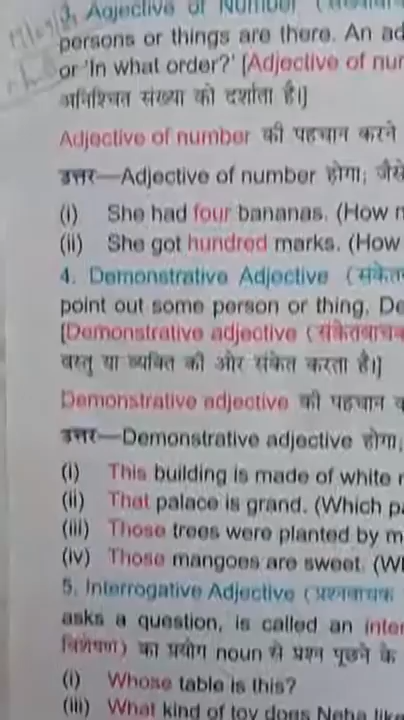 3. Adjective of Number
persons or things are there. An ad
or 'In what order?' [Adjective of nu
अनिश्चित संख्या को दर्शाता है।]
Adjective of number की पहचान करने
उत्तर—Adjective of number होगा; जैसे
(i) She had four bananas. (How
(ii) She got hundred marks. (How
4. Demonstrative Adjective (संकेत
point out some person or thing. De
[Demonstrative adjective (संकेतवाचक
वस्तु या व्यक्ति की ओर संकेत करता है।]
Demonstrative adjective की पहचान
उत्तर—Demonstrative adjective होगा,
(i) This building is made of white
(ii) That palace is grand. (Which pa
(iii) Those trees were planted by m
(iv) Those mangoes are sweet. (W
5. Interrogative Adjective (प्रश्नवाचक
asks a question, is called an inter
विशेषण) का प्रयोग noun से प्रश्न पूछने के
(i) Whose table is this?
(iii) What kind of toy does Neha like